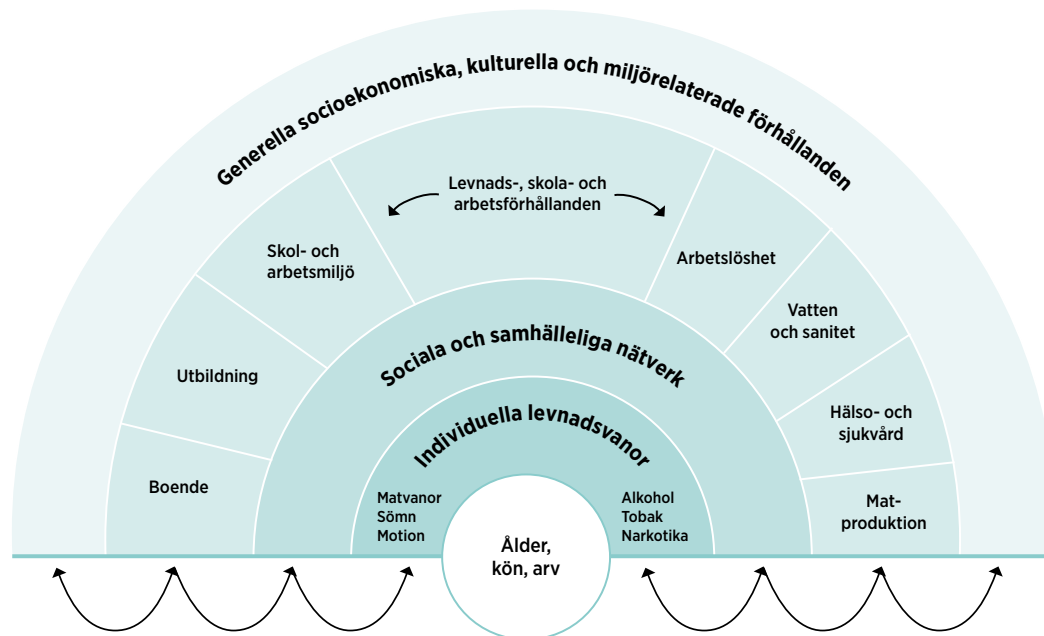 Generella socioekonomiska, kulturella och miljörelaterade förhållanden
Levnads-, skola- och
arbetsförhållanden
Skol- och
arbetsmiljö
Arbetslöshet
Vatten
och sanitet
Utbildning
Hälso- och
sjukvård
Boende
Mat-
produktion
Sociala och samhälleliga nätverk
Individuella levnadsvanor
Matvanor
Sömn
Motion
Alkohol
Tobak
Narkotika
Ålder,
kön, arv